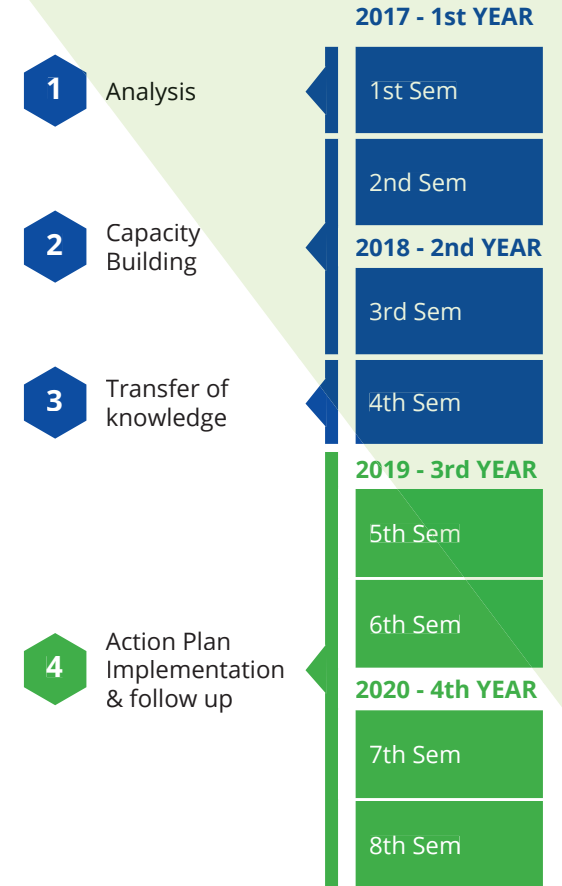 2017 - 1st YEAR
1
Analysis
1st Sem
2nd Sem
2
Capacity
Building
2018 - 2nd YEAR
3rd Sem
3
Transfer of
knowledge
4th Sem
2019 - 3rd YEAR
5th Sem
6th Sem
4
Action Plan
Implementation
& follow up
2020 - 4th YEAR
7th Sem
8th Sem